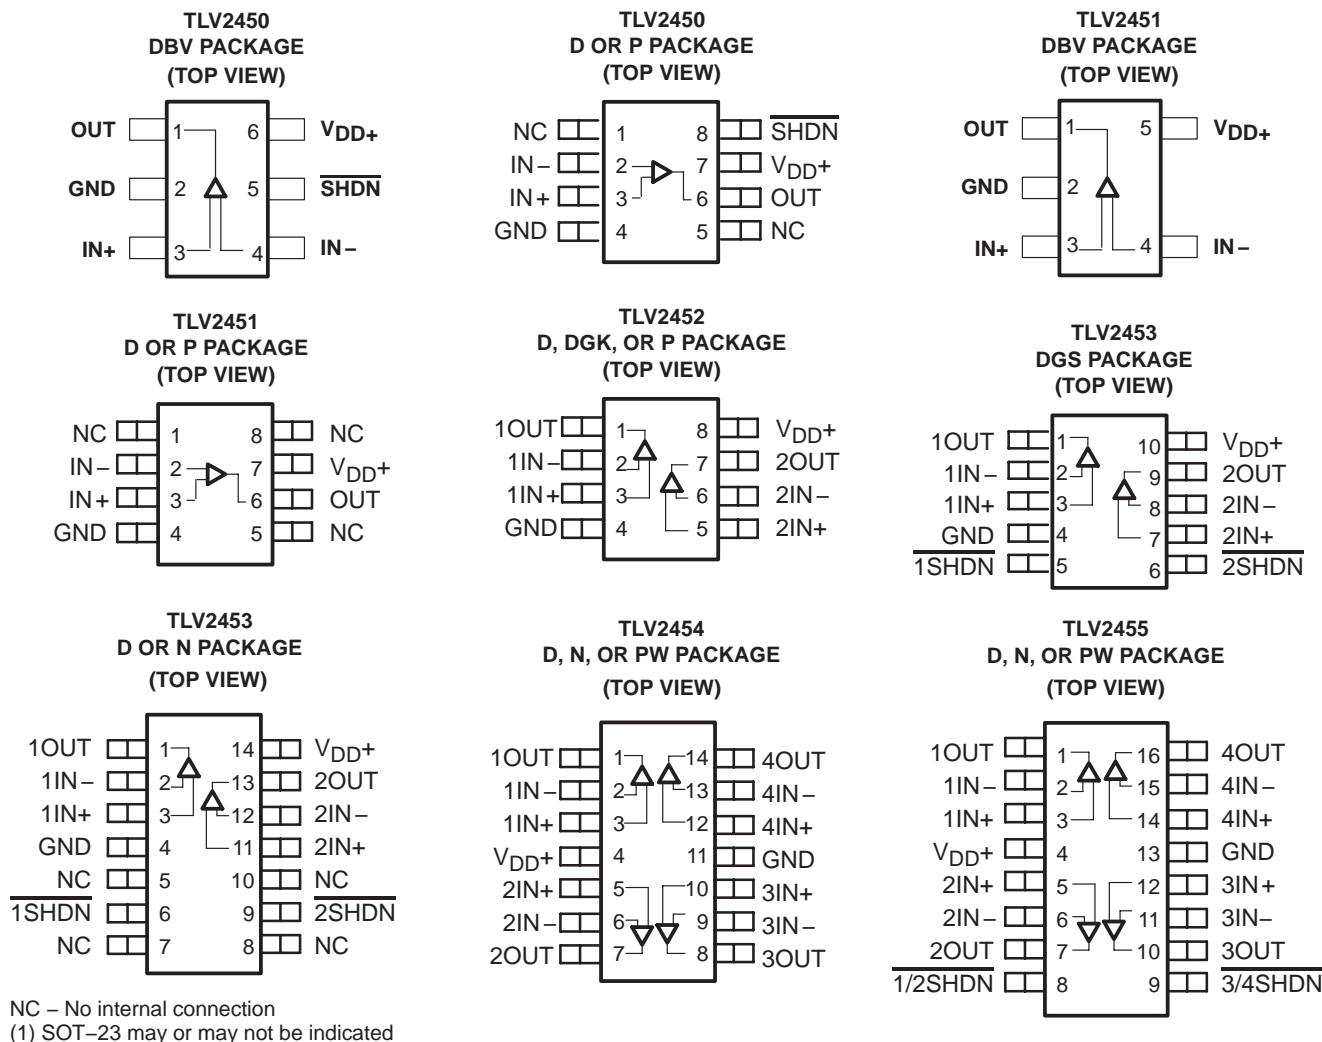 TLV2450
DBV PACKAGE
(TOP VIEW)
OUT 1 6 VDD+
GND 2 5 SHDN
IN+ 3 4 IN−
TLV2450
D OR P PACKAGE
(TOP VIEW)
NC 1 8 SHDN
IN− 2 7 VDD+
IN+ 3 6 OUT
GND 4 5 NC
TLV2451
DBV PACKAGE
(TOP VIEW)
OUT 1 5 VDD+
GND 2
IN+ 3 4 IN−
TLV2451
D OR P PACKAGE
(TOP VIEW)
NC 1 8 NC
IN− 2 7 VDD+
IN+ 3 6 OUT
GND 4 5 NC
TLV2452
D, DGK, OR P PACKAGE
(TOP VIEW)
1OUT 1 8 VDD+
1IN− 2 7 2OUT
1IN+ 3 6 2IN−
GND 4 5 2IN+
TLV2453
DGS PACKAGE
(TOP VIEW)
1OUT 1 10 VDD+
1IN− 2 9 2OUT
1IN+ 3 8 2IN−
GND 4 7 2IN+
1SHDN 5 6 2SHDN
TLV2453
D OR N PACKAGE
(TOP VIEW)
1OUT 1 14 VDD+
1IN− 2 13 2OUT
1IN+ 3 12 2IN−
GND 4 11 2IN+
NC 5 10 NC
1SHDN 6 9 2SHDN
NC 7 8 NC
TLV2454
D, N, OR PW PACKAGE
(TOP VIEW)
1OUT 1 14 4OUT
1IN− 2 13 4IN−
1IN+ 3 12 4IN+
VDD+ 4 11 GND
2IN+ 5 10 3IN+
2IN− 6 9 3IN−
2OUT 7 8 3OUT
TLV2455
D, N, OR PW PACKAGE
(TOP VIEW)
1OUT 1 16 4OUT
1IN− 2 15 4IN−
1IN+ 3 14 4IN+
VDD+ 4 13 GND
2IN+ 5 12 3IN+
2IN− 6 11 3IN−
2OUT 7 10 3OUT
1/2SHDN 8 9 3/4SHDN
NC − No internal connection
(1) SOT−23 may or may not be indicated